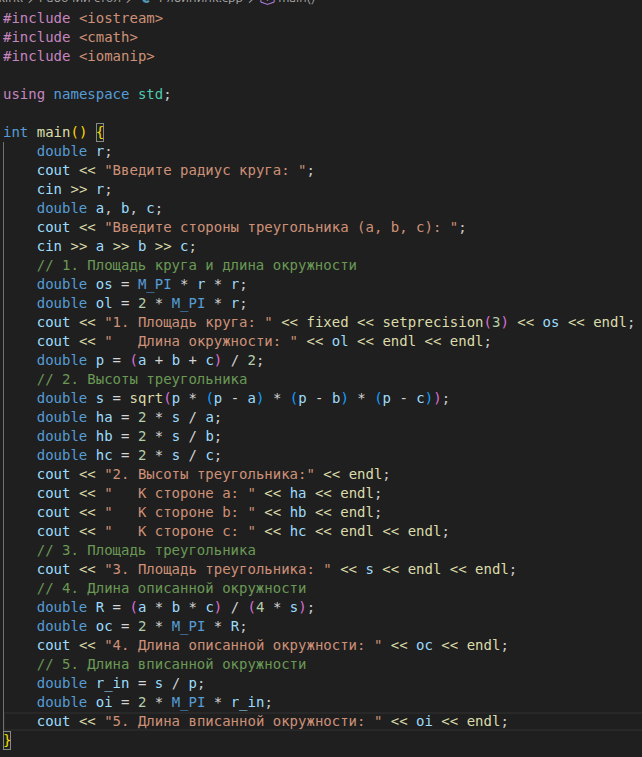 main()
#include <iostream>
#include <cmath>
#include <iomanip>
using namespace std;
int main() {
    double r;
    cout << "Введите радиус круга: ";
    cin >> r;
    double a, b, c;
    cout << "Введите стороны треугольника (a, b, c): ";
    cin >> a >> b >> c;
    // 1. Площадь круга и длина окружности
    double os = M_PI * r * r;
    double ol = 2 * M_PI * r;
    cout << "1. Площадь круга: " << fixed << setprecision(3) << os << endl;
    cout << "   Длина окружности: " << ol << endl << endl;
    double p = (a + b + c) / 2;
    // 2. Высоты треугольника
    double s = sqrt(p * (p - a) * (p - b) * (p - c));
    double ha = 2 * s / a;
    double hb = 2 * s / b;
    double hc = 2 * s / c;
    cout << "2. Высоты треугольника:" << endl;
    cout << "   К стороне a: " << ha << endl;
    cout << "   К стороне b: " << hb << endl;
    cout << "   К стороне c: " << hc << endl << endl;
    // 3. Площадь треугольника
    cout << "3. Площадь треугольника: " << s << endl << endl;
    // 4. Длина описанной окружности
    double R = (a * b * c) / (4 * s);
    double oc = 2 * M_PI * R;
    cout << "4. Длина описанной окружности: " << oc << endl;
    // 5. Длина вписанной окружности
    double r_in = s / p;
    double oi = 2 * M_PI * r_in;
    cout << "5. Длина вписанной окружности: " << oi << endl;
}